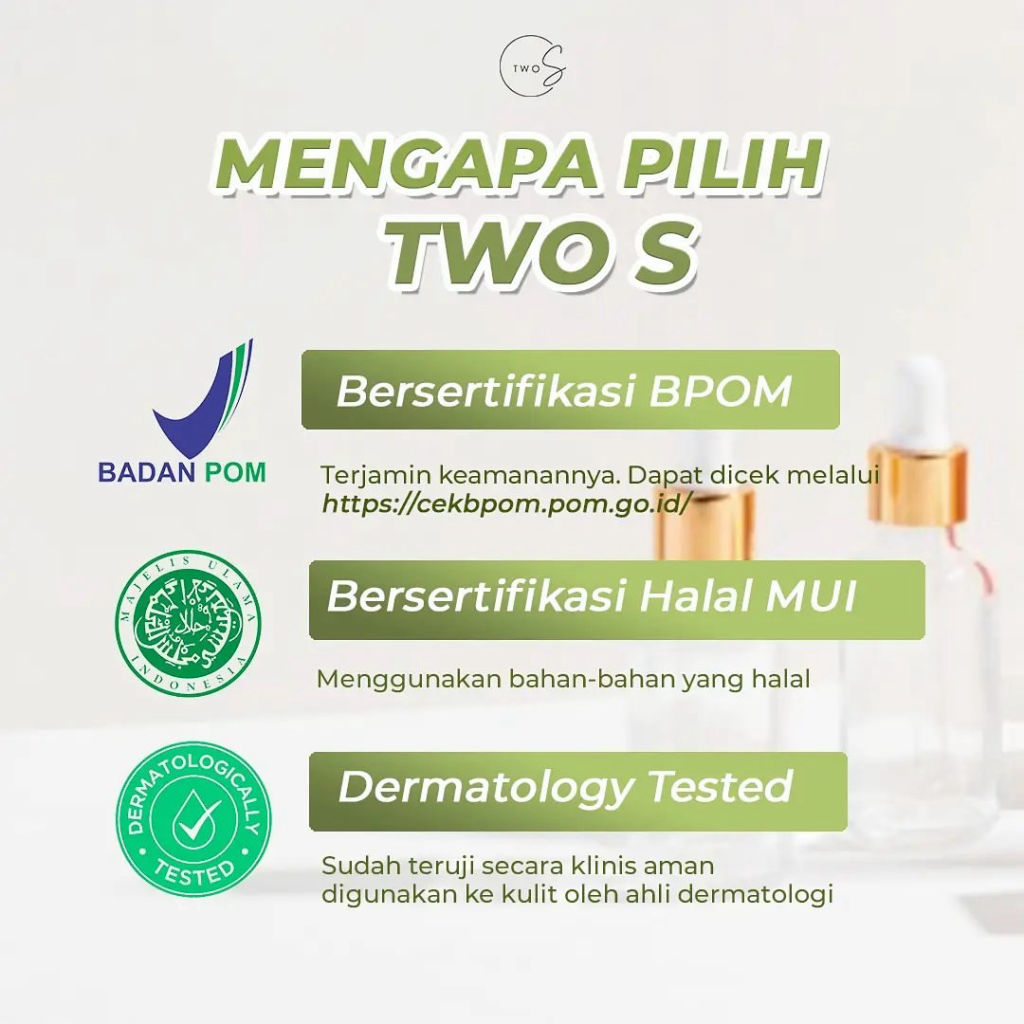 TWO S
MENGAPA PILIH
TWO S
BADAN POM
Bersertifikasi BPOM
Terjamin keamanannya. Dapat dicek melalui
https://cekbpom.pom.go.id/
MAJELIS ULAMA
INDONESIA
حلال
Bersertifikasi Halal MUI
Menggunakan bahan-bahan yang halal
DERMATOLOGICALLY
TESTED
Dermatology Tested
Sudah teruji secara klinis aman
digunakan ke kulit oleh ahli dermatologi